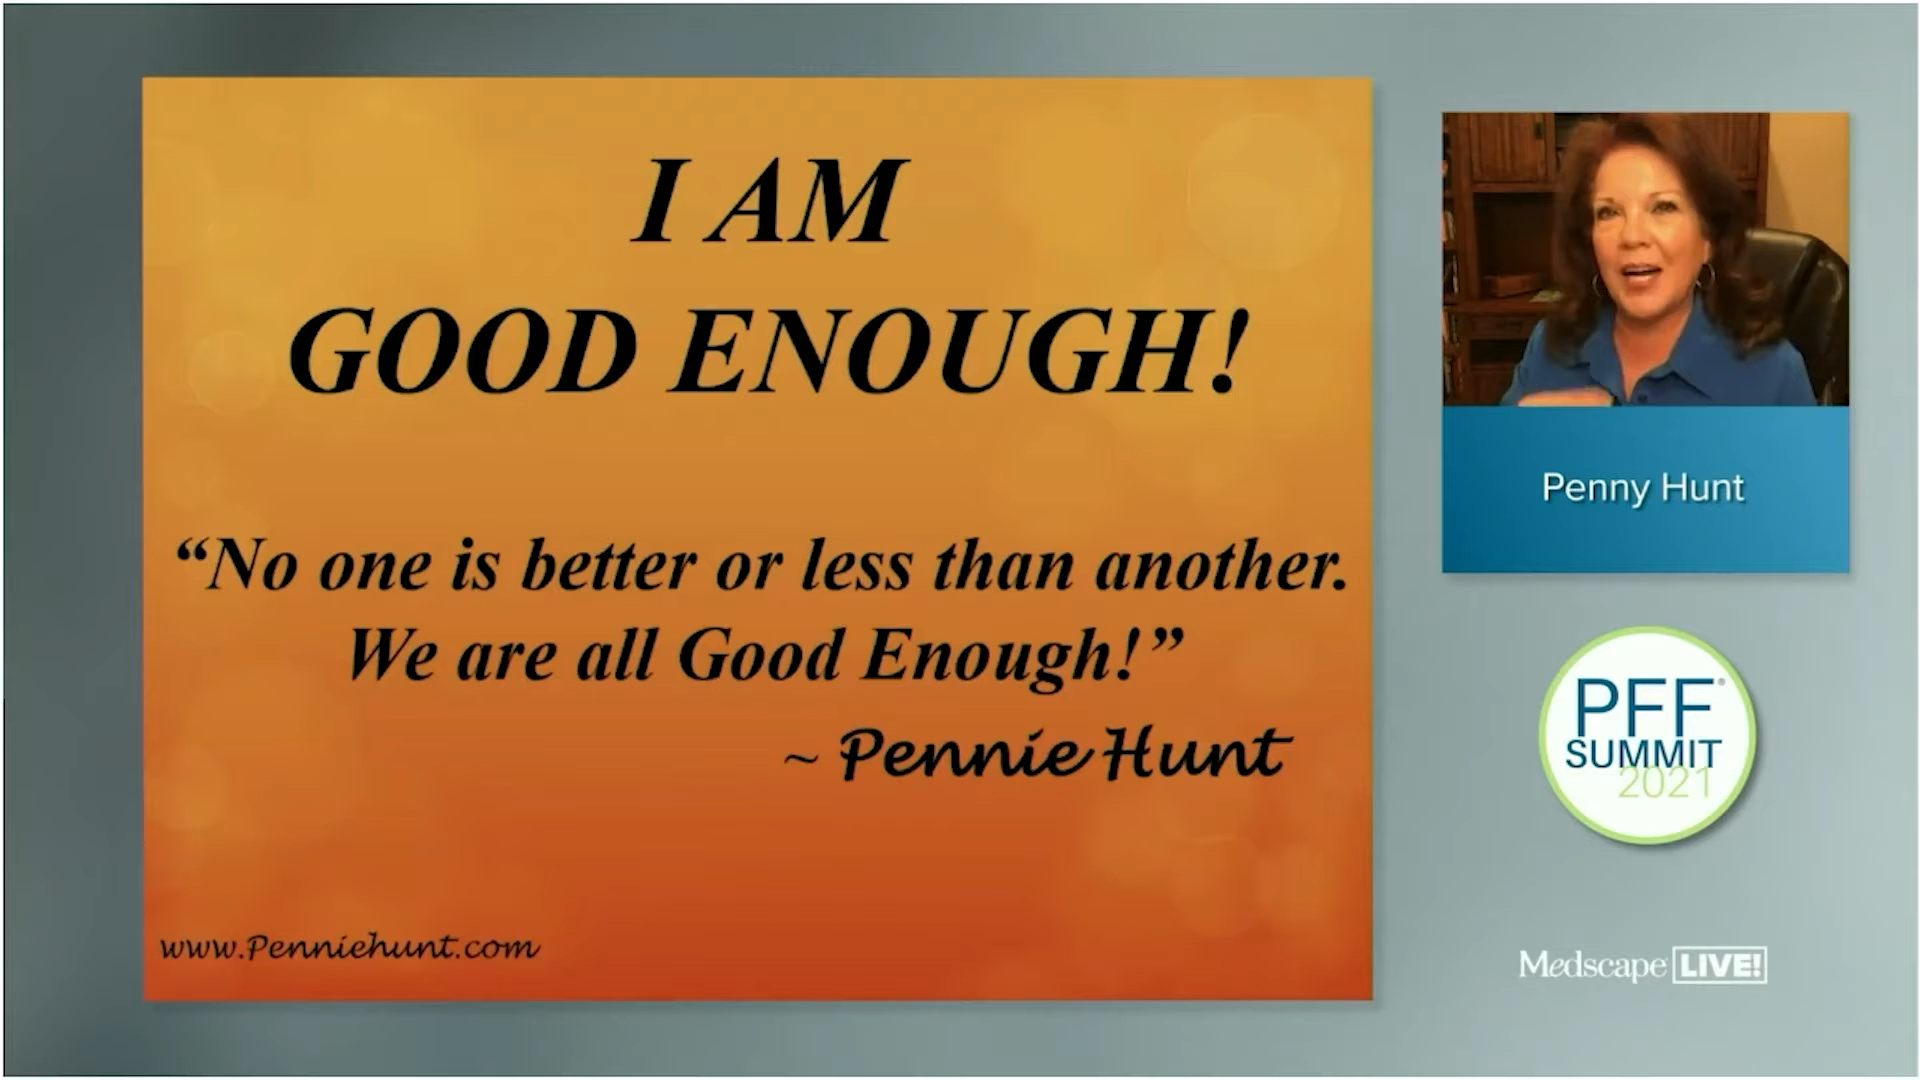 I AM
GOOD ENOUGH!
“No one is better or less than another.
We are all Good Enough!”
~ Pennie Hunt
www.Penniehunt.com
Penny Hunt
PFF®
SUMMIT
2021
Medscape LIVE!